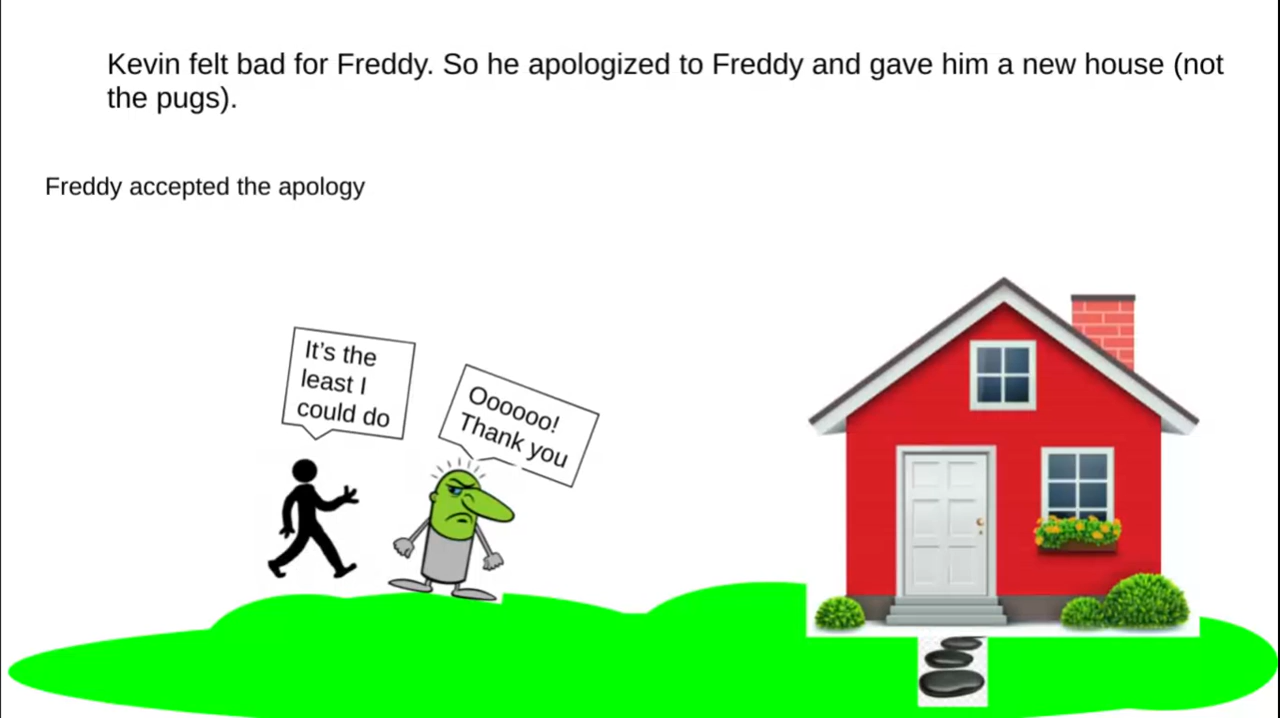 Kevin felt bad for Freddy. So he apologized to Freddy and gave him a new house (not
the pugs).
Freddy accepted the apology
It's the
least I
could do
Oooooo!
Thank you